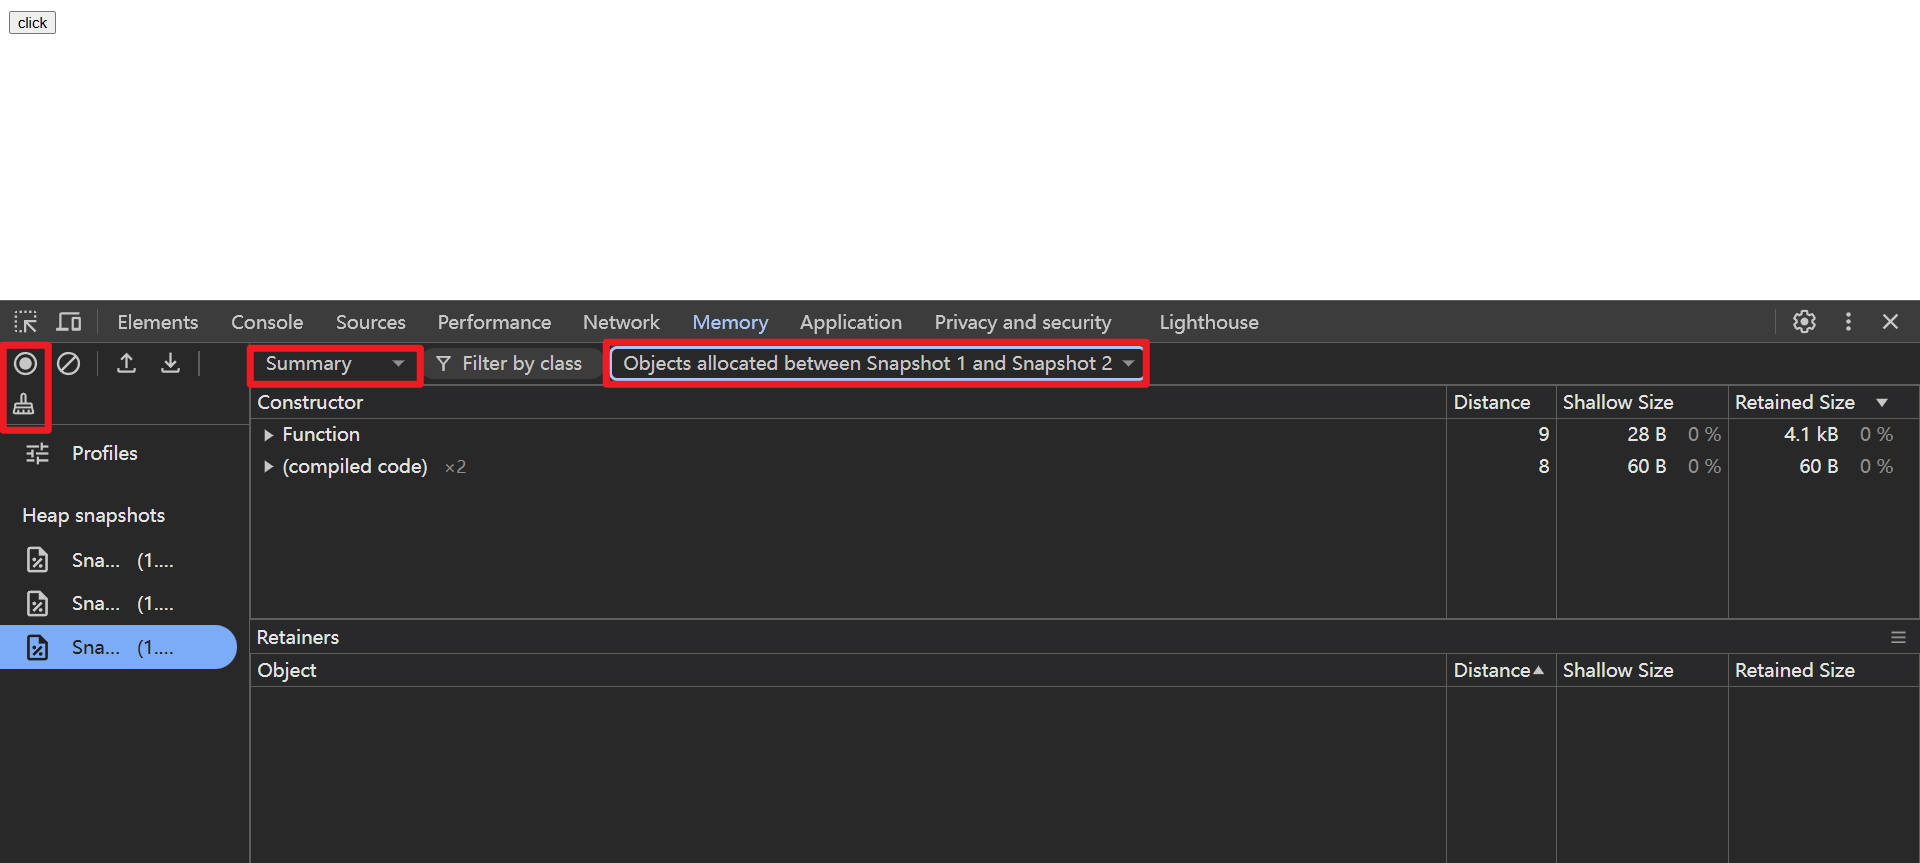 click
Elements Console Sources Performance Network Memory Application Privacy and security Lighthouse
Summary Filter by class Objects allocated between Snapshot 1 and Snapshot 2
Constructor Distance Shallow Size Retained Size
Function 9 28 B 0 % 4.1 kB 0 %
(compiled code) ×2 8 60 B 0 % 60 B 0 %
Profiles
Heap snapshots
Sna... (1....
Sna... (1....
Sna... (1....
Retainers
Object Distance Shallow Size Retained Size